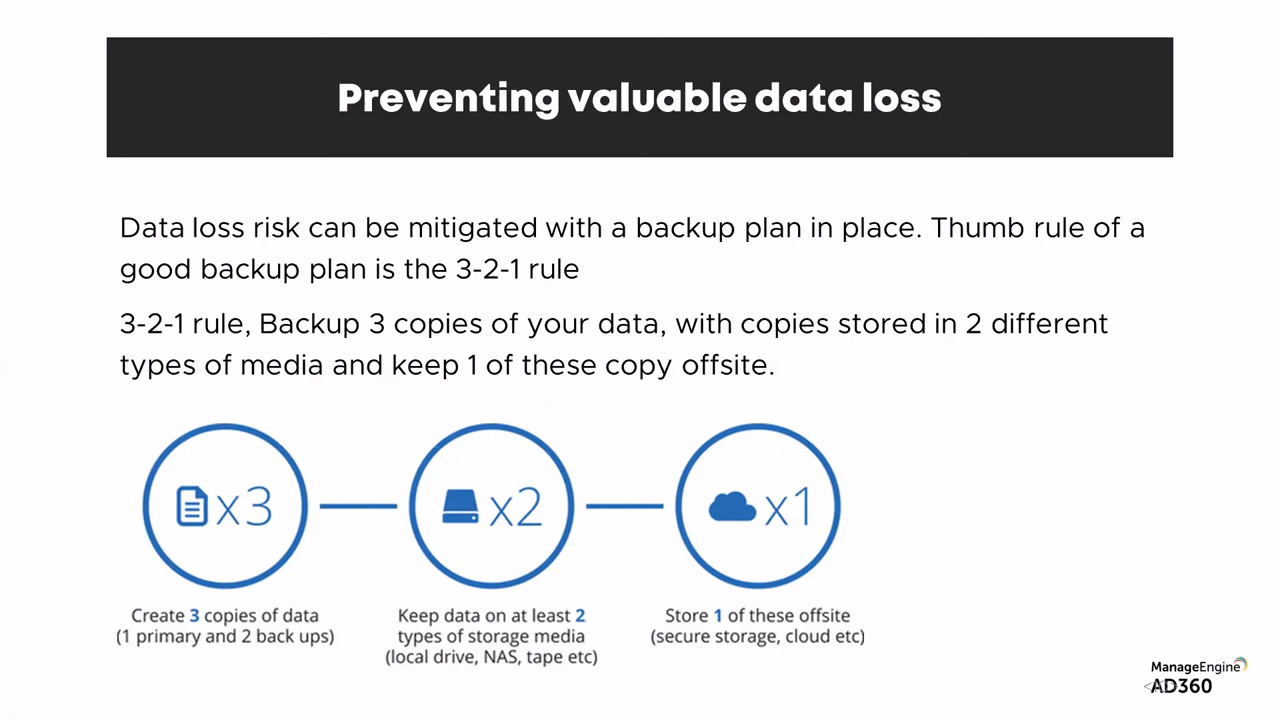 Preventing valuable data loss
Data loss risk can be mitigated with a backup plan in place. Thumb rule of a
good backup plan is the 3-2-1 rule
3-2-1 rule, Backup 3 copies of your data, with copies stored in 2 different
types of media and keep 1 of these copy offsite.
x3
x2
x1
Create 3 copies of data
(1 primary and 2 back ups)
Keep data on at least 2
types of storage media
(local drive, NAS, tape etc)
Store 1 of these offsite
(secure storage, cloud etc)
ManageEngine
AD360